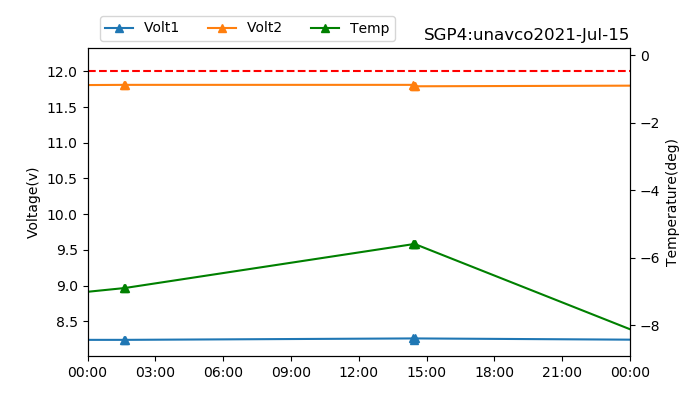 Volt1 Volt2 Temp
SGP4:unavco2021-Jul-15
12.0
11.5
11.0
10.5
10.0
9.5
9.0
8.5
Voltage(v)
0
−2
−4
−6
−8
Temperature(deg)
00:00 03:00 06:00 09:00 12:00 15:00 18:00 21:00 00:00